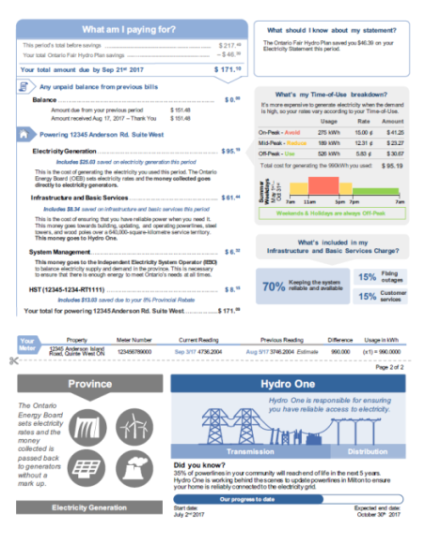 What am I paying for?
This period's total before savings $217.
Your total Ontario Fair Hydro Plan savings - $46.
Your total amount due by Sep 21st 2017 $ 171.
Any unpaid balance from previous bills
Balance $0.
Amount due from your previous period $ 151.48
Amount received Aug 17, 2017 – Thank You $ 151.48
Powering 12345 Anderson Rd. Suite West
Electricity Generation $95.
Includes $25.03 saved on electricity generation this period
This is the cost of generating the electricity you used this period. The Ontario
Energy Board (OEB) sets electricity rates and the money collected goes
directly to electricity generators.
Infrastructure and Basic Services $61.
Includes $8.34 saved on infrastructure and basic services this period
This is the cost of ensuring that you have reliable power when you need it.
This money goes towards building, updating, and operating powerlines, steel
towers, and wood poles over a 640,000-square-kilometre service territory.
This money goes to Hydro One.
System Management $6.
This money goes to the Independent Electricity System Operator (IESO)
to balance electricity supply and demand in the province. This is necessary
to ensure that there is enough energy to meet Ontario's needs at all times.
HST (12345-1234-RT1111) $8.
Includes $13.03 saved due to your 8% Provincial Rebate
Your total for powering 12345 Anderson Rd. Suite West $171.
What should I know about my statement?
The Ontario Fair Hydro Plan saved you $46.39 on your
Electricity Statement this period.
What's my Time-of-Use breakdown?
It's more expensive to generate electricity when the demand
is high, so your rates vary according to your Time-of-Use.
Usage Rate Amount
On-Peak - Avoid 275 kWh 15.00 ¢ $41.25
Mid-Peak - Reduce 189 kWh 12.31 ¢ $23.27
Off-Peak - Use 526 kWh 5.83 ¢ $30.67
Total cost for generating the 990kWh you used: $ 95.19
Summer
Weekdays
May 1st -
Oct 31st
7am 11am 5pm 7pm 7am
Weekends & Holidays are always Off-Peak
What's included in my
Infrastructure and Basic Services Charge?
70% Keeping the system
reliable and available
15% Fixing
outages
15% Customer
services
Your
Meter
Property Meter Number Current Reading Previous Reading Difference Usage in kWh
12345 Anderson Island
Road, Quinte West ON 123456789000 Sep 3/17 4736.2004 Aug 5/17 3746.2004 Estimate 990.000 (x1) = 990.0000
Page 2 of 2
Province
The Ontario
Energy Board
sets electricity
rates and the
money
collected is
passed back
to generators
without a
mark up.
Electricity Generation
Hydro One
Hydro One is responsible for ensuring
you have reliable access to electricity.
Transmission Distribution
Did you know?
36% of powerlines in your community will reach end of life in the next 5 years.
Hydro One is working behind the scenes to update powerlines in Milton to ensure
your home is reliably connected to the electricity grid.
Our progress to date
Start date: Expected end date:
July 2nd 2017 October 30th 2017